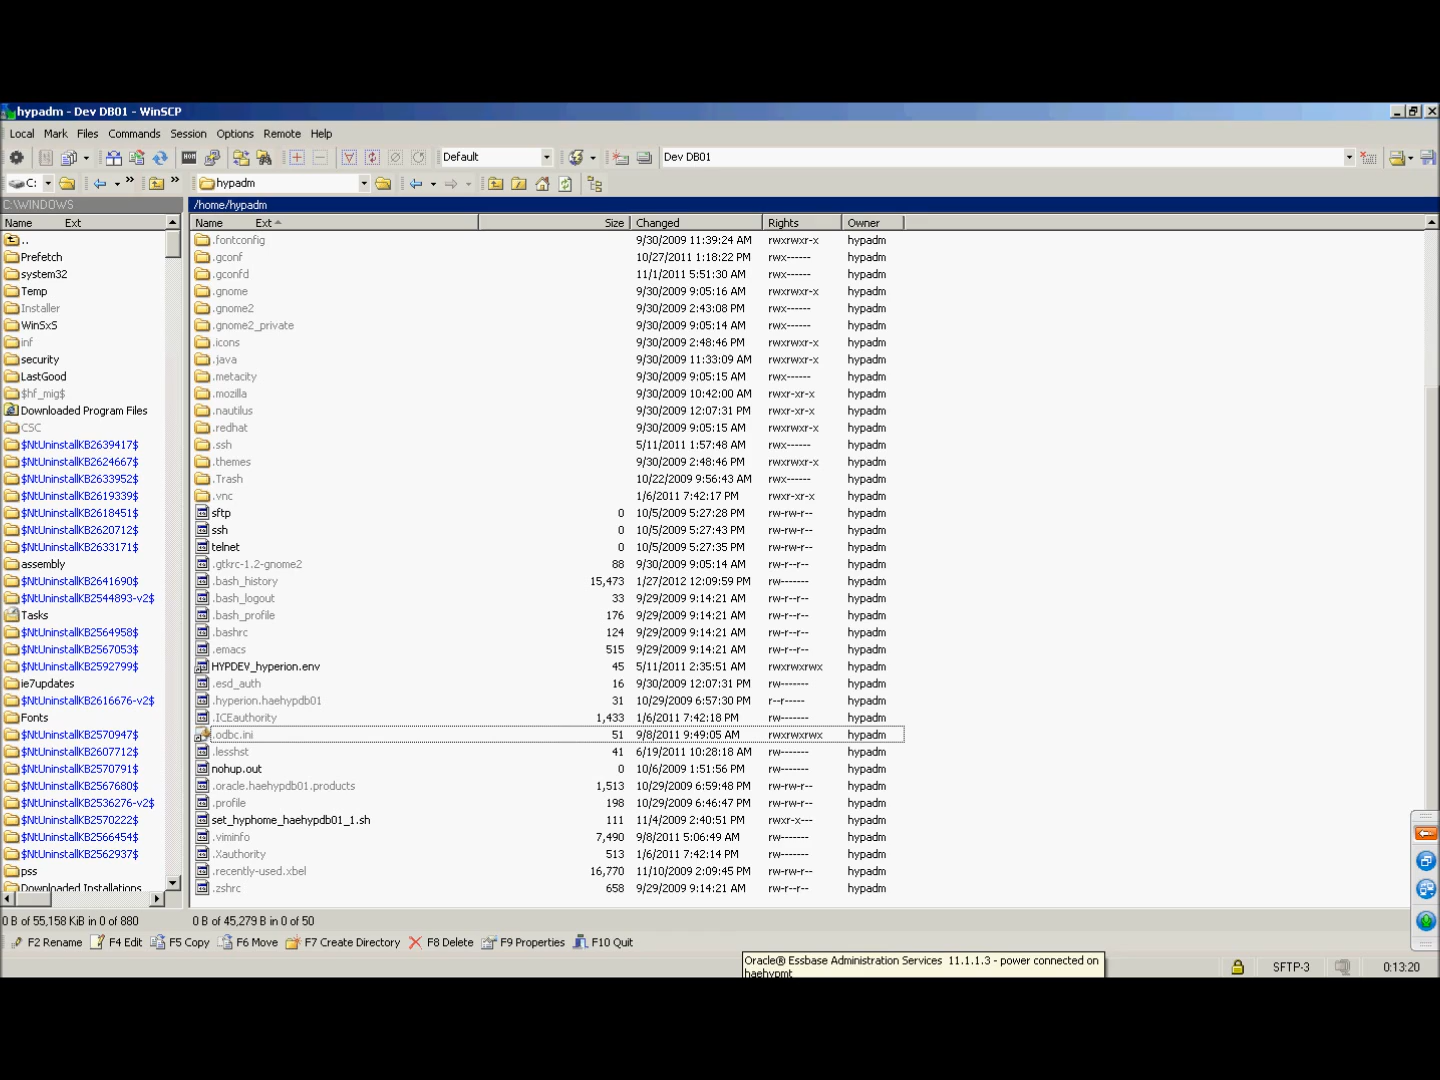 hypadm - Dev DB01 - WinSCP
Local Mark Files Commands Session Options Remote Help
Default Dev DB01
C: hypadm
C:\WINDOWS /home/hypadm
Name Ext Name Ext Size Changed Rights Owner
.. .fontconfig 9/30/2009 11:39:24 AM rwxrwxr-x hypadm
Prefetch .gconf 10/27/2011 1:18:22 PM rwx------ hypadm
system32 .gconfd 11/1/2011 5:51:30 AM rwx------ hypadm
Temp .gnome 9/30/2009 9:05:16 AM rwxrwxr-x hypadm
Installer .gnome2 9/30/2009 2:43:08 PM rwx------ hypadm
WinSxS .gnome2_private 9/30/2009 9:05:14 AM rwx------ hypadm
inf .icons 9/30/2009 2:48:46 PM rwxrwxr-x hypadm
security .java 9/30/2009 11:33:09 AM rwxrwxr-x hypadm
LastGood .metacity 9/30/2009 9:05:15 AM rwx------ hypadm
$hf_mig$ .mozilla 9/30/2009 10:42:00 AM rwxr-xr-x hypadm
Downloaded Program Files .nautilus 9/30/2009 12:07:31 PM rwxr-xr-x hypadm
CSC .redhat 9/30/2009 9:05:15 AM rwxr-xr-x hypadm
$NtUninstallKB2639417$ .ssh 5/11/2011 1:57:48 AM rwx------ hypadm
$NtUninstallKB2624667$ .themes 9/30/2009 2:48:46 PM rwxrwxr-x hypadm
$NtUninstallKB2633952$ .Trash 10/22/2009 9:56:43 AM rwx------ hypadm
$NtUninstallKB2619339$ .vnc 1/6/2011 7:42:17 PM rwxr-xr-x hypadm
$NtUninstallKB2618451$ sftp 0 10/5/2009 5:27:28 PM rw-rw-r-- hypadm
$NtUninstallKB2620712$ ssh 0 10/5/2009 5:27:43 PM rw-rw-r-- hypadm
$NtUninstallKB2633171$ telnet 0 10/5/2009 5:27:35 PM rw-rw-r-- hypadm
assembly .gtkrc-1.2-gnome2 88 9/30/2009 9:05:14 AM rw-r--r-- hypadm
$NtUninstallKB2641690$ .bash_history 15,473 1/27/2012 12:09:59 PM rw------- hypadm
$NtUninstallKB2544893-v2$ .bash_logout 33 9/29/2009 9:14:21 AM rw-r--r-- hypadm
Tasks .bash_profile 176 9/29/2009 9:14:21 AM rw-r--r-- hypadm
$NtUninstallKB2564958$ .bashrc 124 9/29/2009 9:14:21 AM rw-r--r-- hypadm
$NtUninstallKB2567053$ .emacs 515 9/29/2009 9:14:21 AM rw-r--r-- hypadm
$NtUninstallKB2592799$ HYPDEV_hyperion.env 45 5/11/2011 2:35:51 AM rwxrwxrwx hypadm
ie7updates .esd_auth 16 9/30/2009 12:07:31 PM rw------- hypadm
$NtUninstallKB2616676-v2$ .hyperion.haehypdb01 31 10/29/2009 6:57:30 PM r--r----- hypadm
Fonts .ICEauthority 1,433 1/6/2011 7:42:18 PM rw------- hypadm
$NtUninstallKB2570947$ .odbc.ini 51 9/8/2011 9:49:05 AM rwxrwxrwx hypadm
$NtUninstallKB2607712$ .lesshst 41 6/19/2011 10:28:18 AM rw------- hypadm
$NtUninstallKB2570791$ nohup.out 0 10/6/2009 1:51:56 PM rw------- hypadm
$NtUninstallKB2567680$ .oracle.haehypdb01.products 1,513 10/29/2009 6:59:48 PM rw-rw-r-- hypadm
$NtUninstallKB2536276-v2$ .profile 198 10/29/2009 6:46:47 PM rw-rw-r-- hypadm
$NtUninstallKB2570222$ set_hyphome_haehypdb01_1.sh 111 11/4/2009 2:40:51 PM rwxr-x--- hypadm
$NtUninstallKB2566454$ .viminfo 7,490 9/8/2011 5:06:49 AM rw------- hypadm
$NtUninstallKB2562937$ .Xauthority 513 1/6/2011 7:42:14 PM rw------- hypadm
pss .recently-used.xbel 16,770 11/10/2009 2:09:45 PM rw-rw-r-- hypadm
Downloaded Installations .zshrc 658 9/29/2009 9:14:21 AM rw-r--r-- hypadm
0 B of 55,158 KiB in 0 of 880 0 B of 45,279 B in 0 of 50
F2 Rename F4 Edit F5 Copy F6 Move F7 Create Directory F8 Delete F9 Properties F10 Quit
Oracle® Essbase Administration Services 11.1.1.3 - power connected on
haehypmt
SFTP-3 0:13:20